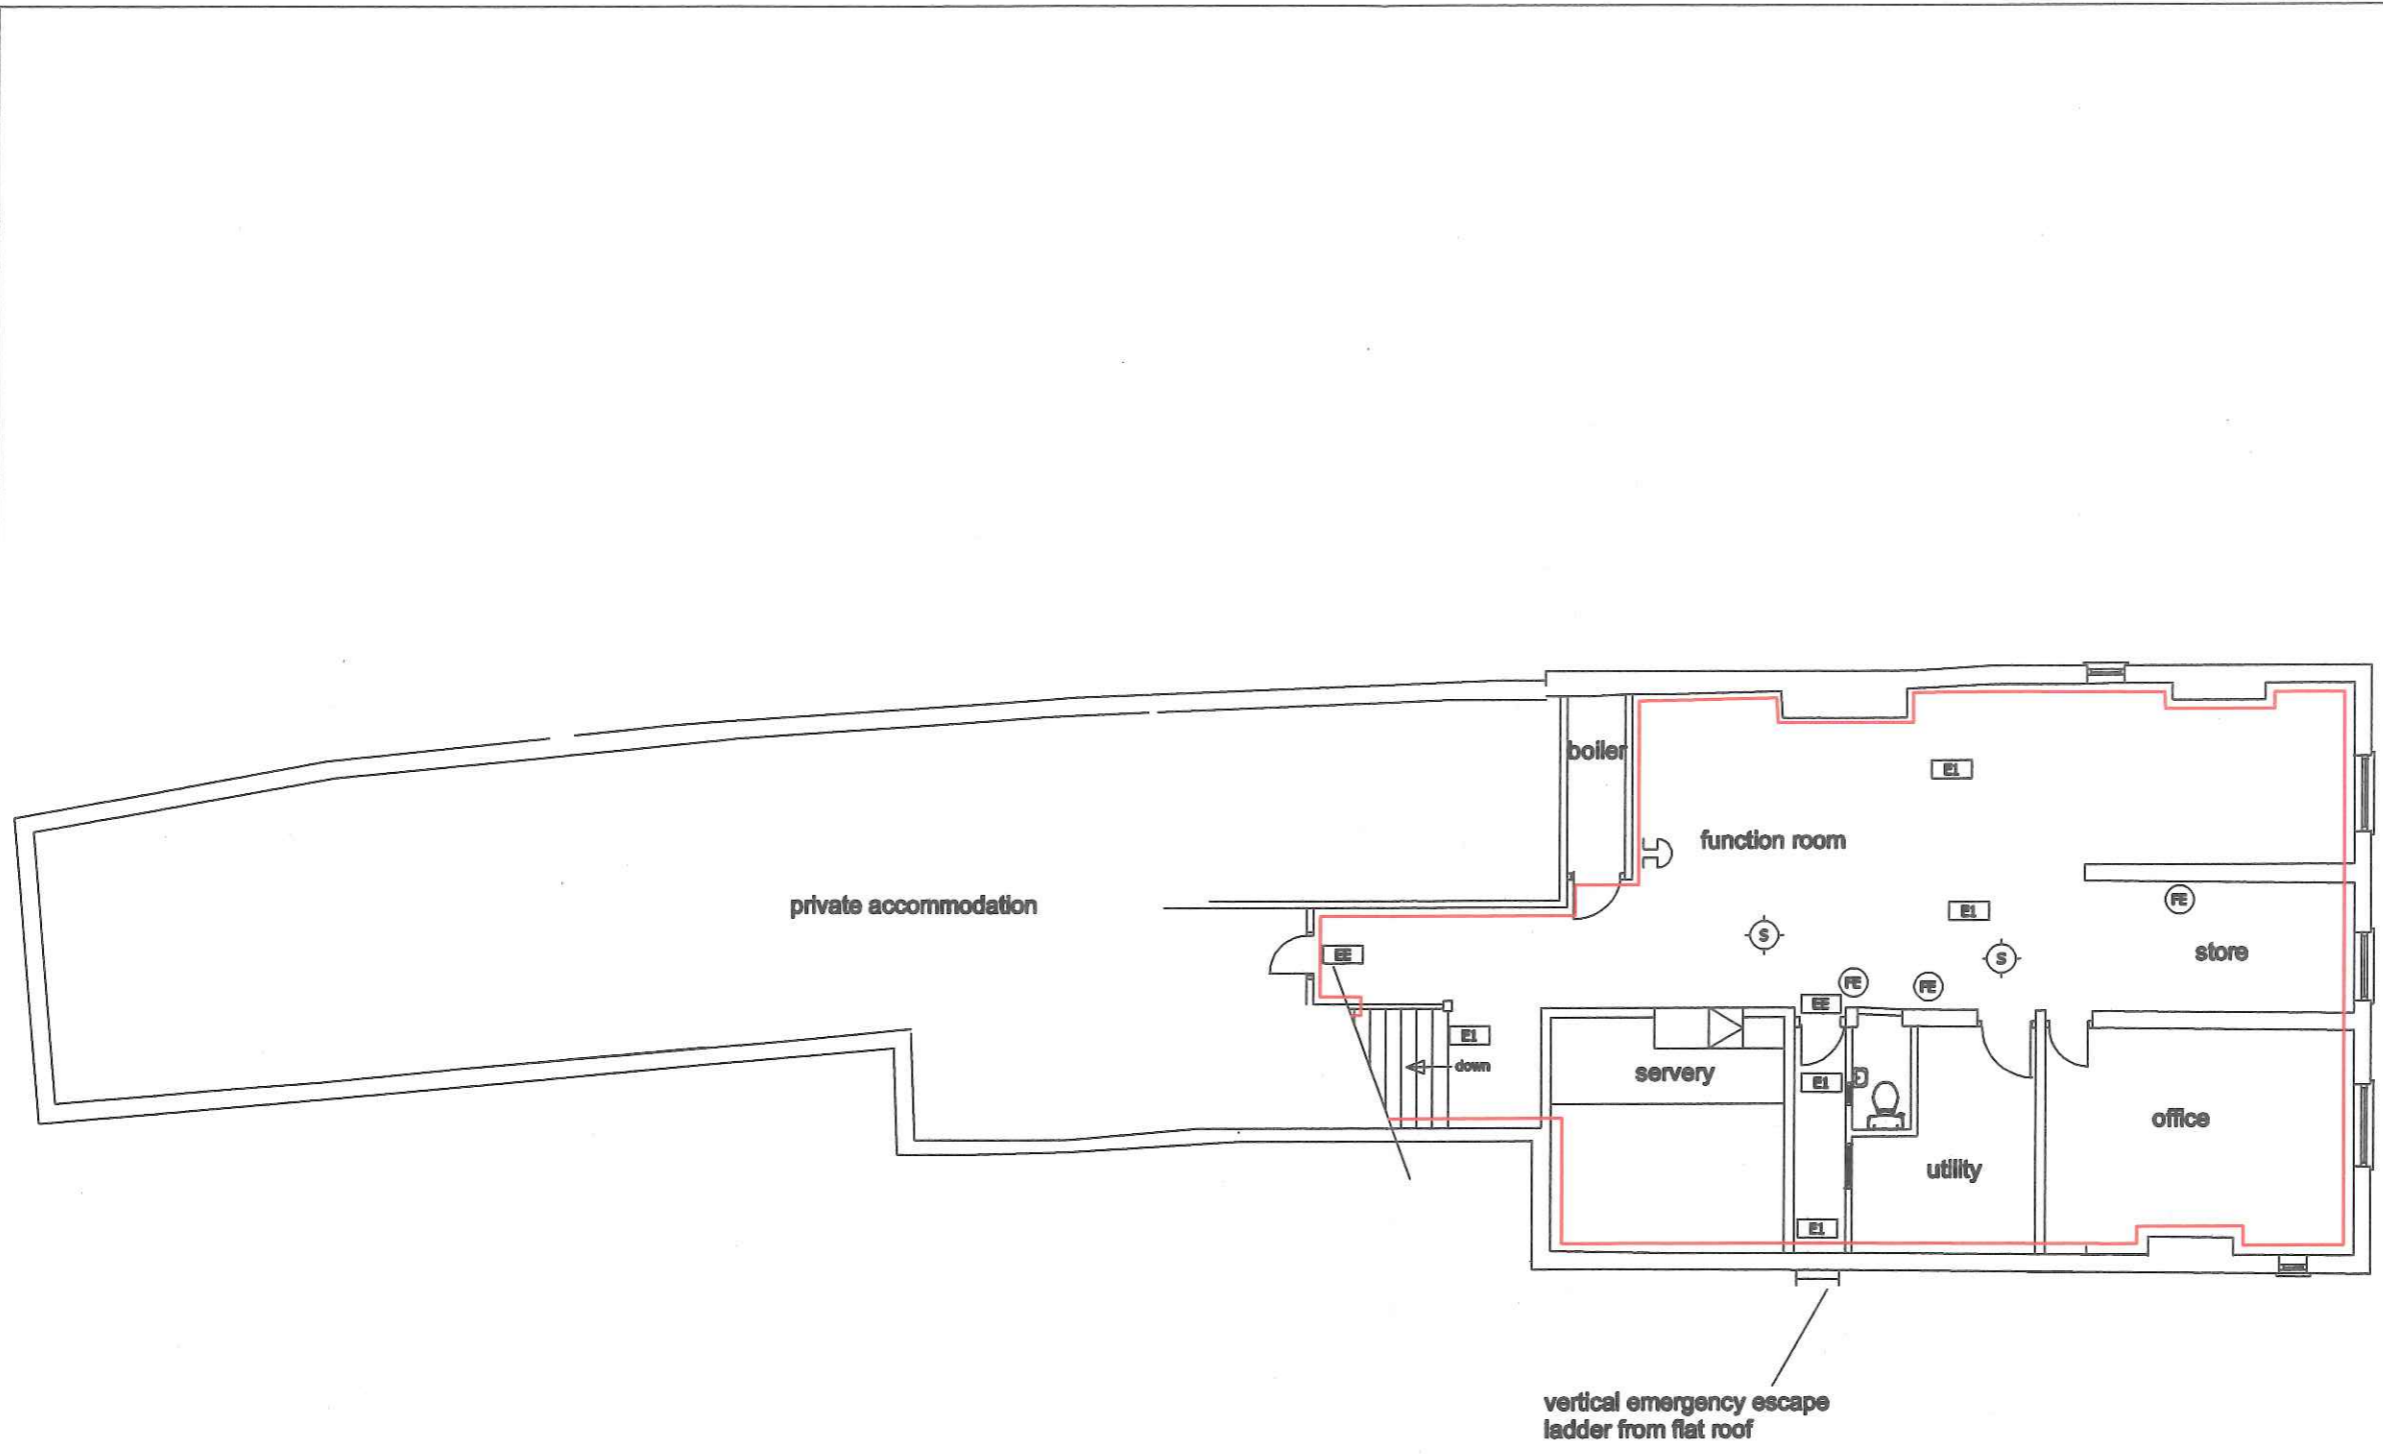 boiler
E1
function room
private accommodation
FE
E1
S
EE
store
S
FE
FE
EE
E1
down
servery
E1
office
utility
E1
vertical emergency escape
ladder from flat roof